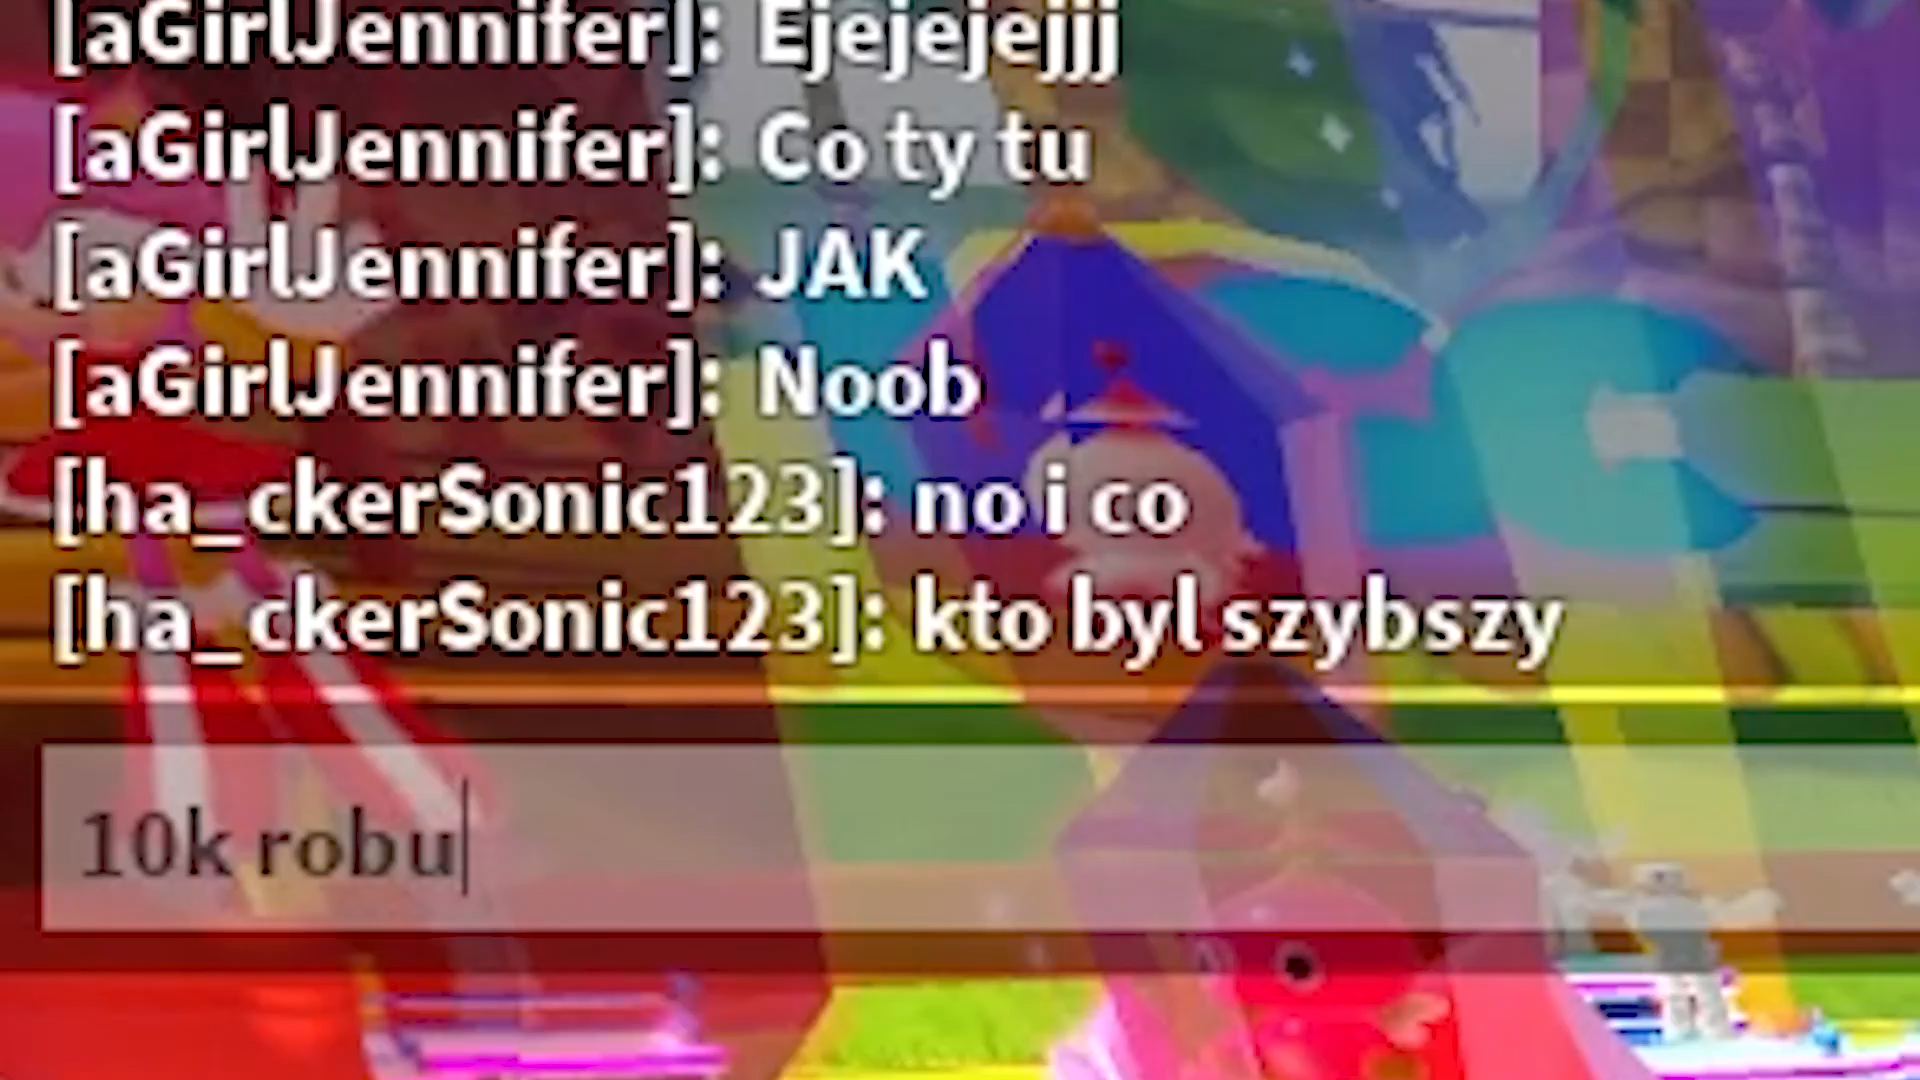 [aGirlJennifer]: Ejejejejjj
[aGirlJennifer]: Co ty tu
[aGirlJennifer]: JAK
[aGirlJennifer]: Noob
[ha_ckerSonic123]: no i co
[ha_ckerSonic123]: kto byl szybszy
10k robu